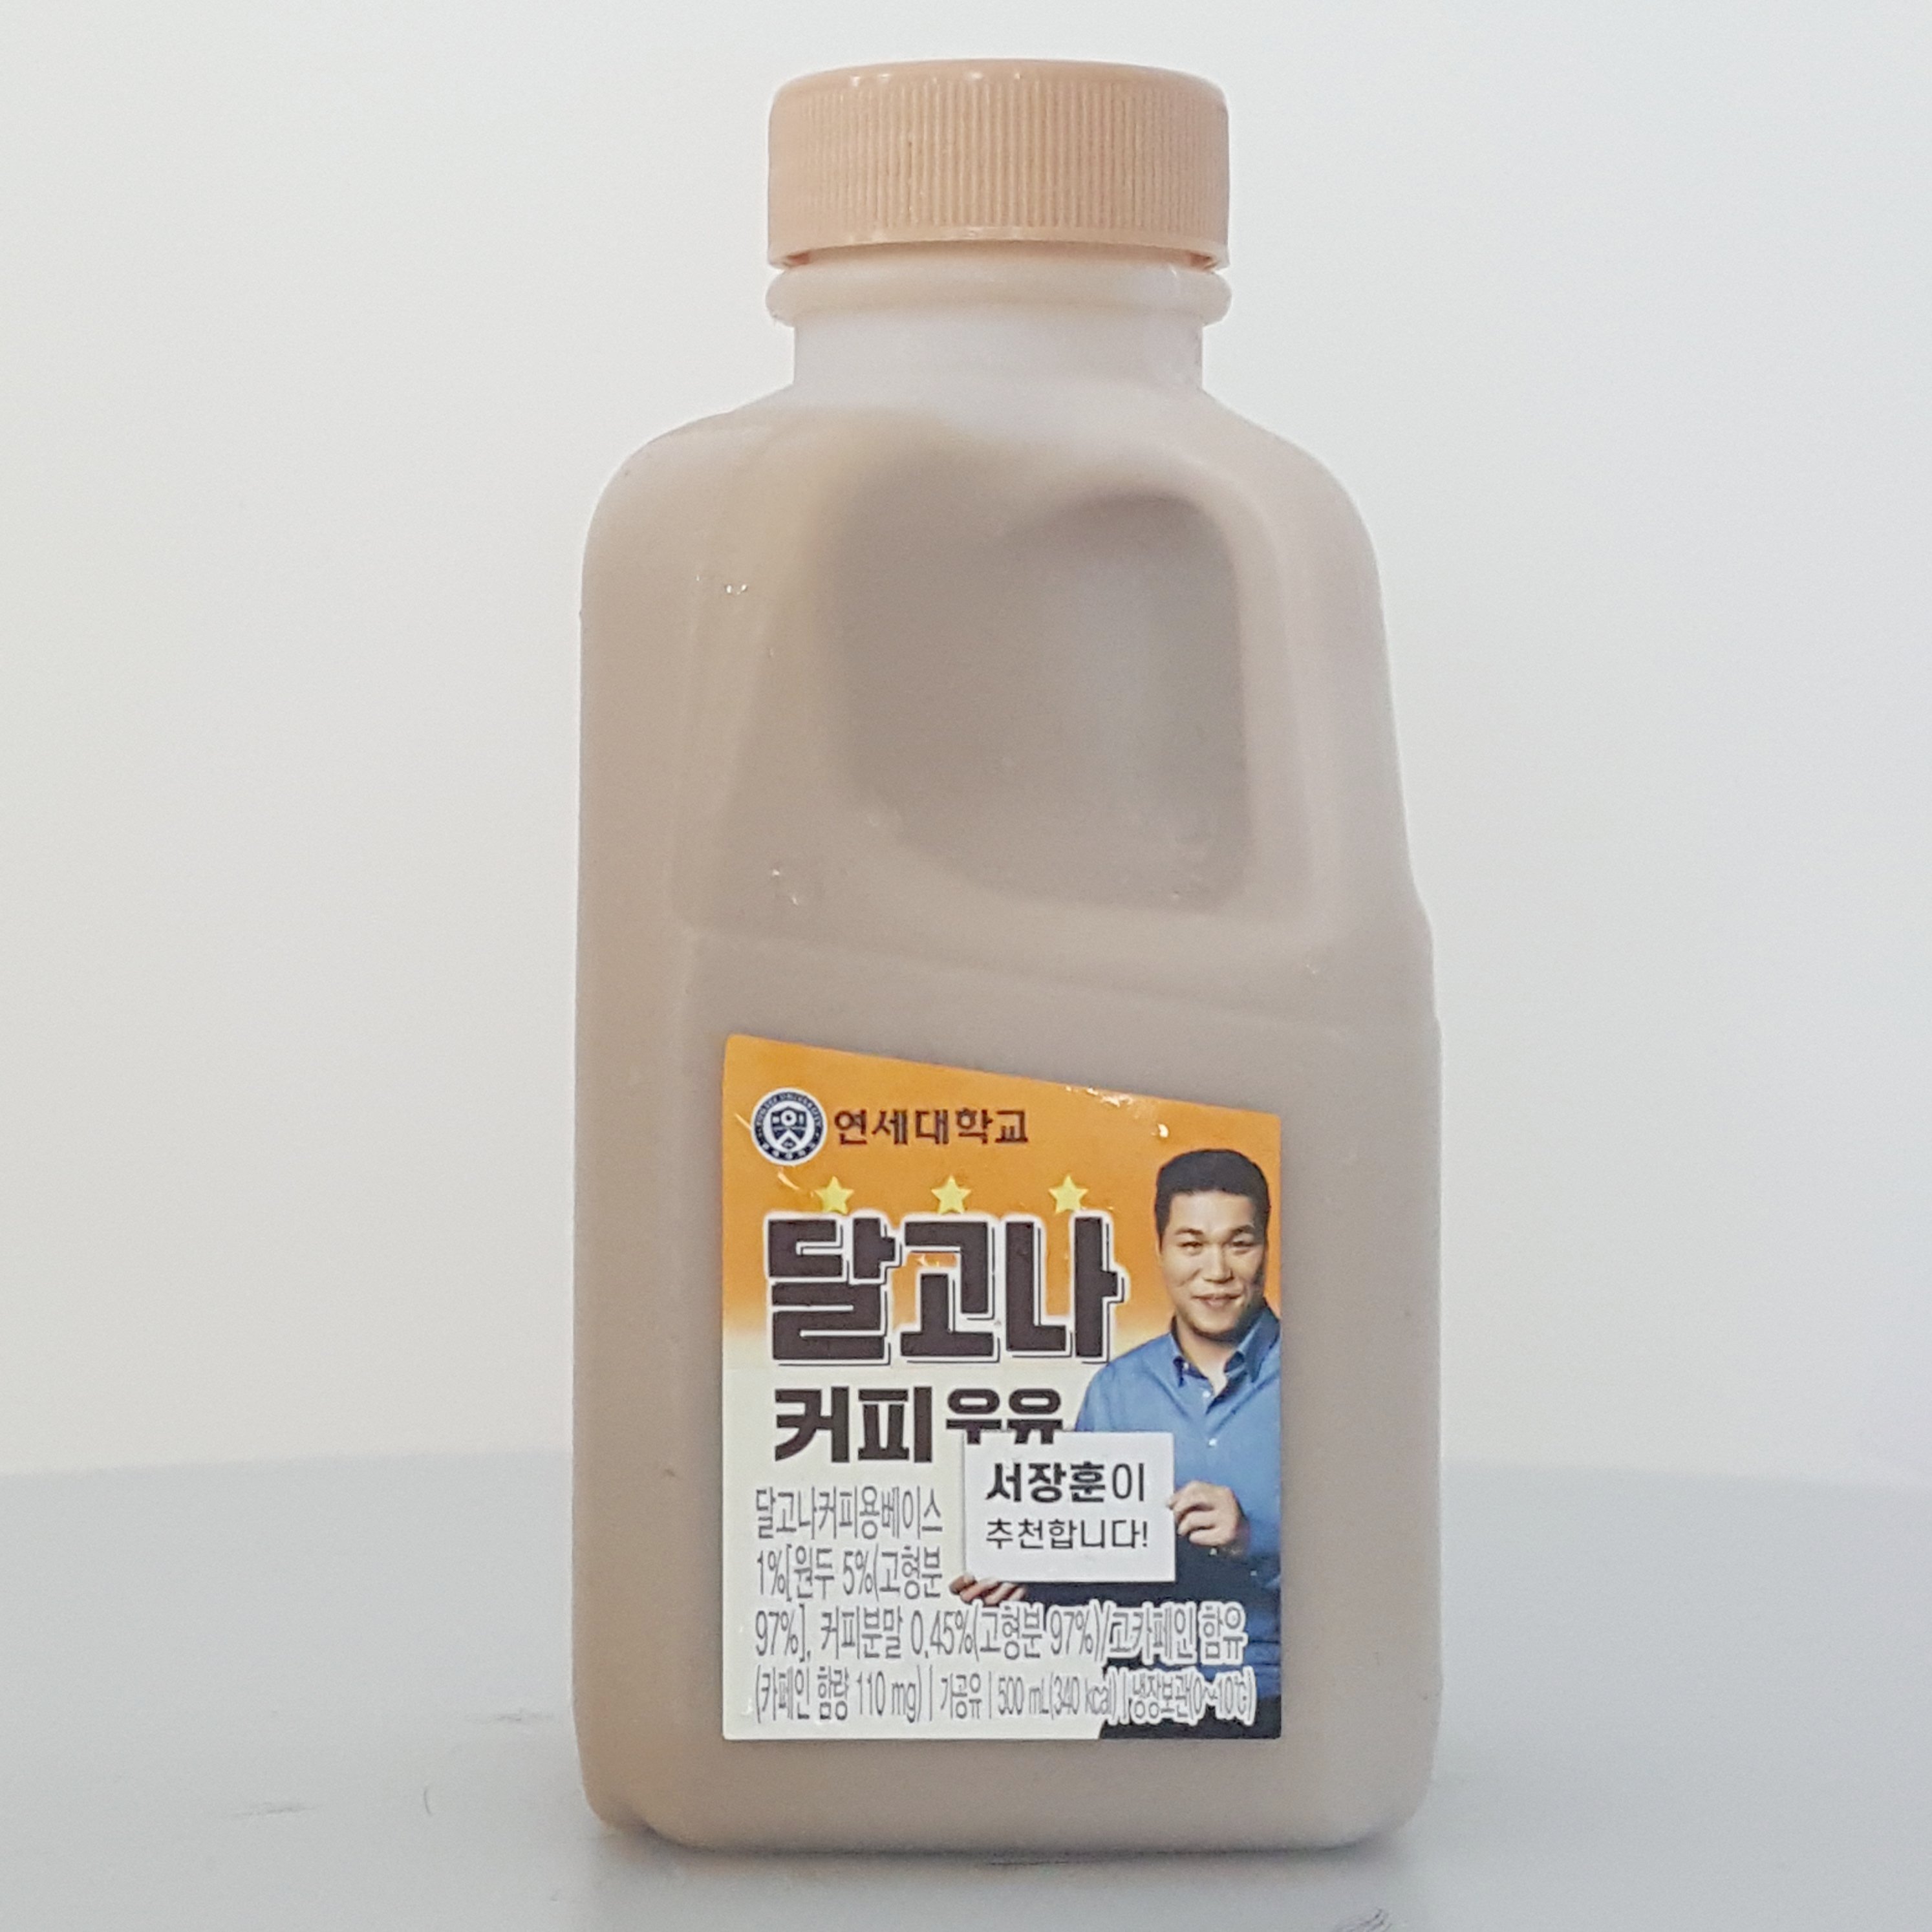 연세대학교
달고나
커피우유
서장훈이
추천합니다!
달고나커피용베이스
1%[원두 5%(고형분
97%], 커피분말 0.45%(고형분 97%)/고카페인 함유
(카페인 함량 110 mg) | 가공유 | 500 mL(340 kcal) | 냉장보관(0~10℃)